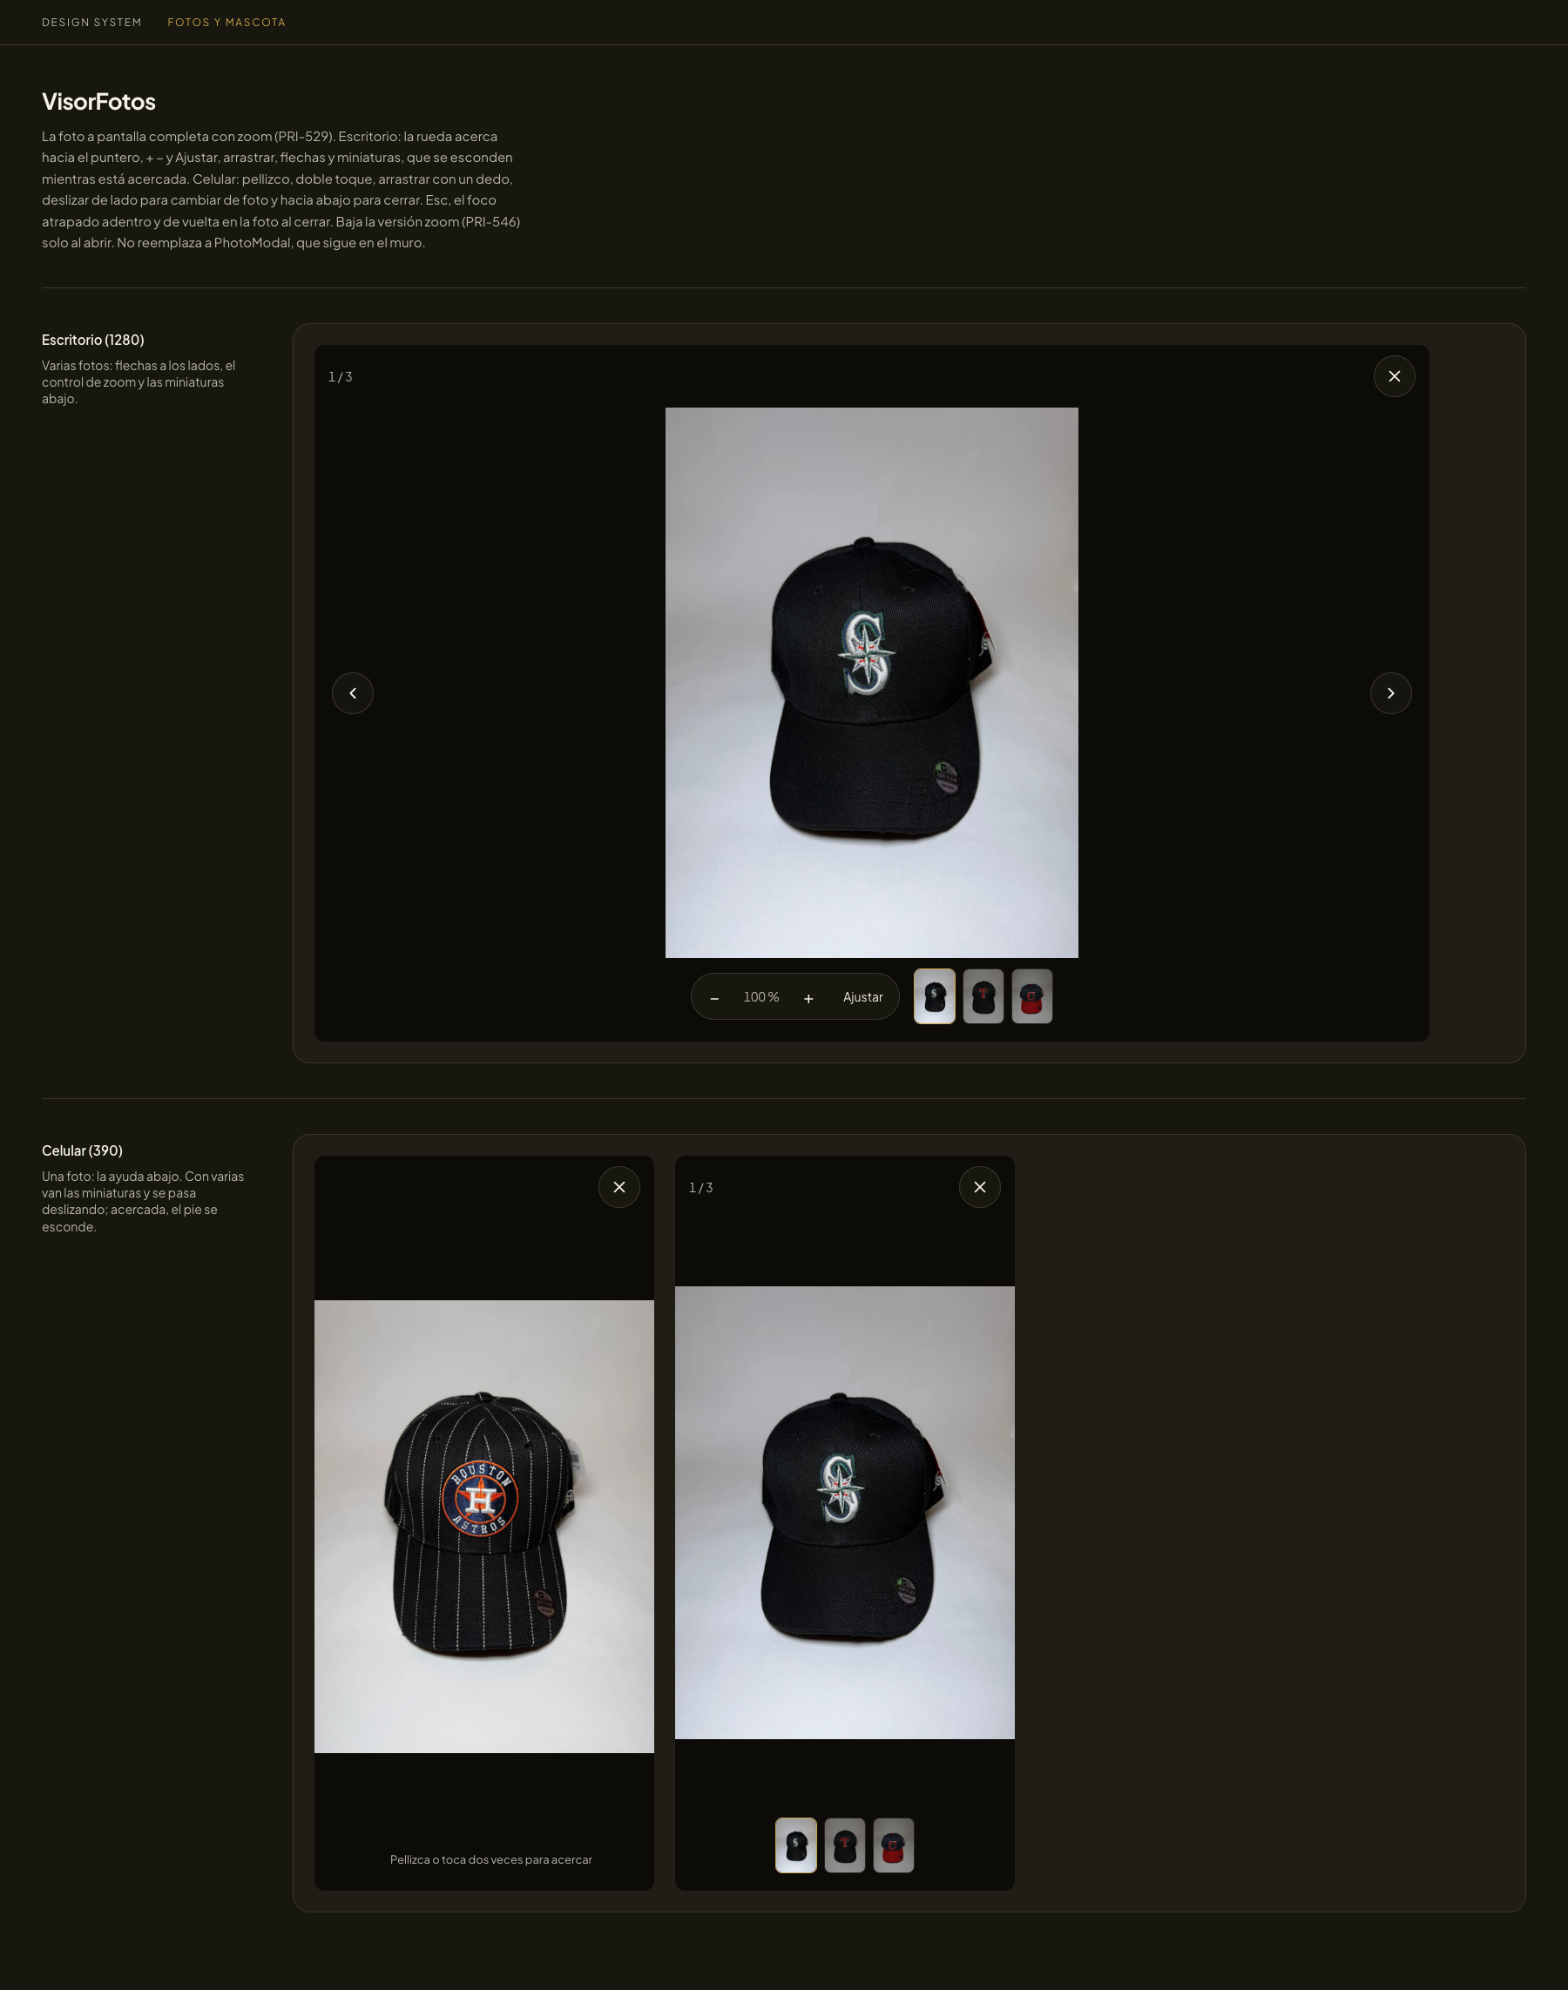 DESIGN SYSTEM FOTOS Y MASCOTA
VisorFotos
La foto a pantalla completa con zoom (PRI-529). Escritorio: la rueda acerca
hacia el puntero, + – y Ajustar, arrastrar, flechas y miniaturas, que se esconden
mientras está acercada. Celular: pellizco, doble toque, arrastrar con un dedo,
deslizar de lado para cambiar de foto y hacia abajo para cerrar. Esc, el foco
atrapado adentro y de vuelta en la foto al cerrar. Baja la versión zoom (PRI-546)
solo al abrir. No reemplaza a PhotoModal, que sigue en el muro.
Escritorio (1280)
Varias fotos: flechas a los lados, el
control de zoom y las miniaturas
abajo.
1/3
S
– 100 % + Ajustar
Celular (390)
Una foto: la ayuda abajo. Con varias
van las miniaturas y se pasa
deslizando; acercada, el pie se
esconde.
HOUSTON
H
ASTROS
Pellizca o toca dos veces para acercar
1/3
S